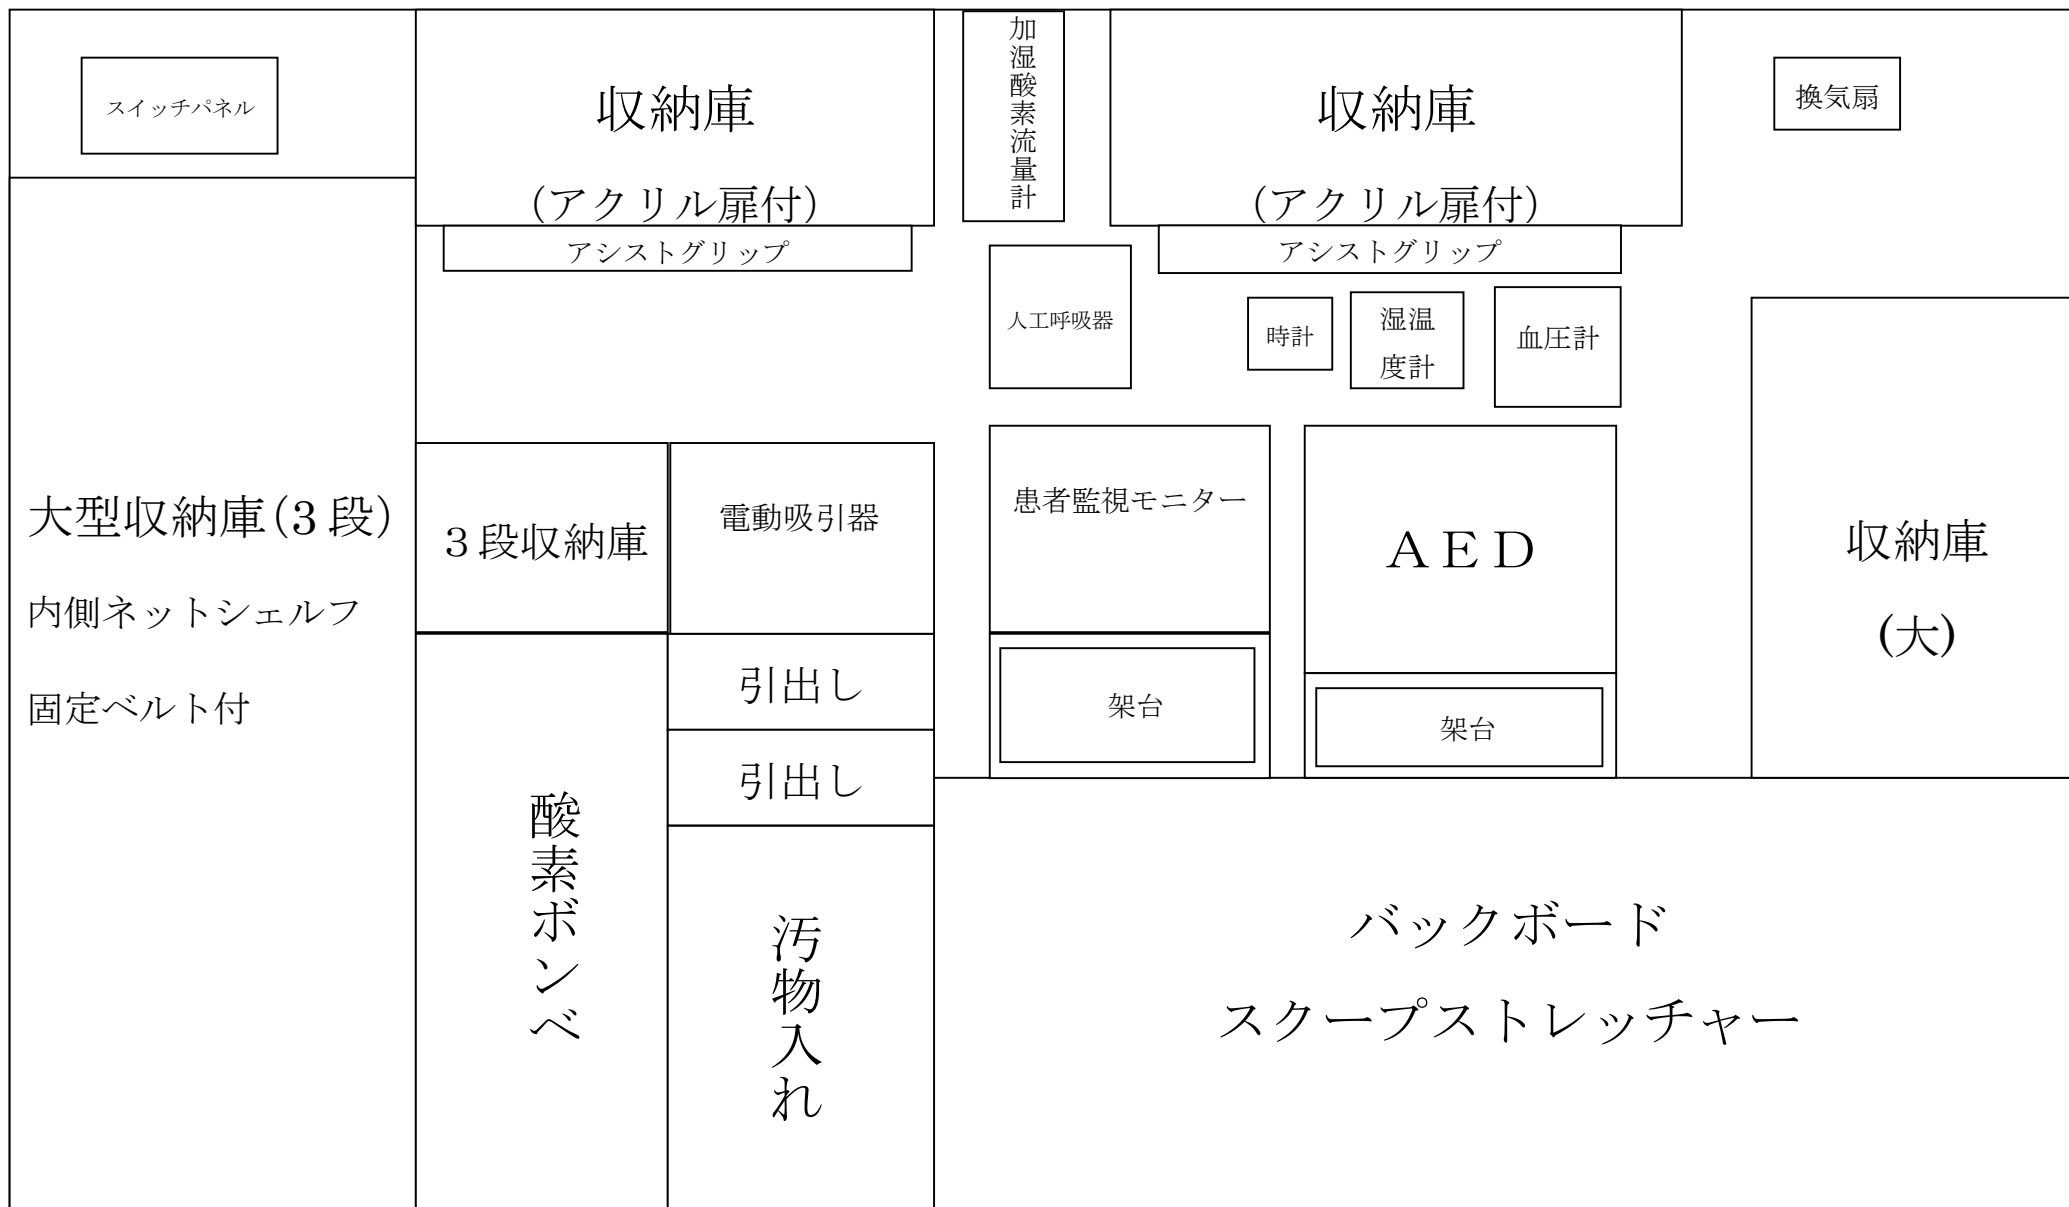 スイッチパネル
収納庫
（アクリル扉付）
アシストグリップ
加湿酸素流量計
収納庫
（アクリル扉付）
アシストグリップ
換気扇
人工呼吸器
時計
湿温
度計
血圧計
大型収納庫（3 段）
内側ネットシェルフ
固定ベルト付
３段収納庫
電動吸引器
患者監視モニター
ＡＥＤ
収納庫
(大)
引出し
引出し
架台
架台
酸素ボンベ
汚物入れ
バックボード
スクープストレッチャー